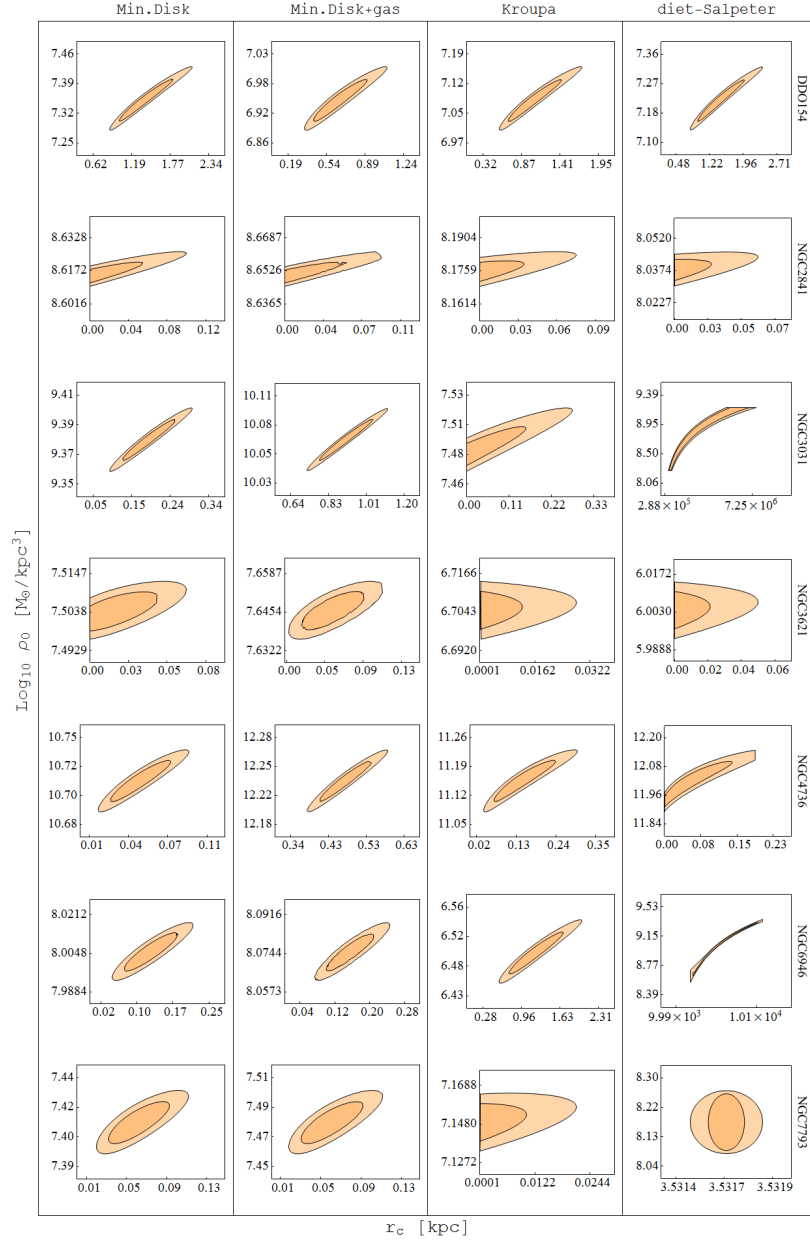 Min.Disk Min.Disk+gas Kroupa diet-Salpeter
7.46 7.39 7.32 7.25
0.62 1.19 1.77 2.34
7.03 6.98 6.92 6.86
0.19 0.54 0.89 1.24
7.19 7.12 7.05 6.97
0.32 0.87 1.41 1.95
7.36 7.27 7.18 7.10
0.48 1.22 1.96 2.71
DDO154
8.6328 8.6172 8.6016
0.00 0.04 0.08 0.12
8.6687 8.6526 8.6365
0.00 0.04 0.07 0.11
8.1904 8.1759 8.1614
0.00 0.03 0.06 0.09
8.0520 8.0374 8.0227
0.00 0.03 0.05 0.07
NGC2841
9.41 9.39 9.37 9.35
0.05 0.15 0.24 0.34
10.11 10.08 10.05 10.03
0.64 0.83 1.01 1.20
7.53 7.51 7.48 7.46
0.00 0.11 0.22 0.33
9.39 8.95 8.50 8.06
2.88×10⁵ 7.25×10⁶
NGC3031
7.5147 7.5038 7.4929
0.00 0.03 0.05 0.08
7.6587 7.6454 7.6322
0.00 0.04 0.09 0.13
6.7166 6.7043 6.6920
0.0001 0.0162 0.0322
6.0172 6.0030 5.9888
0.00 0.02 0.05 0.07
NGC3621
10.75 10.72 10.70 10.68
0.01 0.04 0.07 0.11
12.28 12.25 12.22 12.18
0.34 0.44 0.53 0.63
11.26 11.19 11.12 11.05
0.02 0.13 0.24 0.35
12.20 12.08 11.96 11.84
0.00 0.08 0.15 0.23
NGC4736
8.0212 8.0048 7.9884
0.02 0.10 0.17 0.25
8.0916 8.0744 8.0573
0.04 0.12 0.20 0.28
6.56 6.52 6.48 6.43
0.28 0.96 1.63 2.31
9.53 9.15 8.77 8.39
9.99×10³ 1.01×10⁴
NGC6946
7.44 7.41 7.40 7.39
0.01 0.05 0.09 0.13
7.51 7.49 7.47 7.45
0.01 0.05 0.09 0.13
7.1688 7.1480 7.1272
0.0001 0.0122 0.0244
8.30 8.22 8.13 8.04
3.5314 3.5317 3.5319
NGC7793
Log₁₀ ρ₀ [M⊙/kpc³]
r_c [kpc]